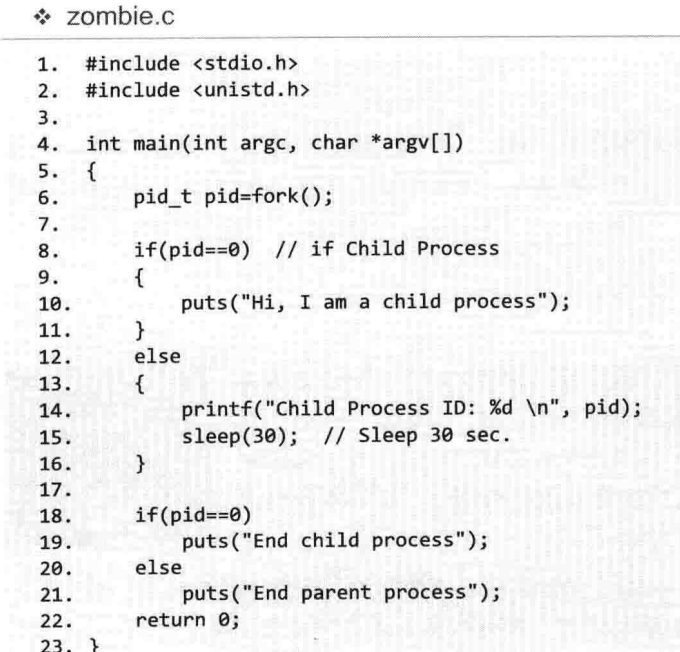 ❖ zombie.c
1. #include <stdio.h>
2. #include <unistd.h>
3.
4. int main(int argc, char *argv[])
5. {
6.     pid_t pid=fork();
7.
8.     if(pid==0)  // if Child Process
9.     {
10.         puts("Hi, I am a child process");
11.     }
12.     else
13.     {
14.         printf("Child Process ID: %d \n", pid);
15.         sleep(30);  // Sleep 30 sec.
16.     }
17.
18.     if(pid==0)
19.         puts("End child process");
20.     else
21.         puts("End parent process");
22.     return 0;
23. }